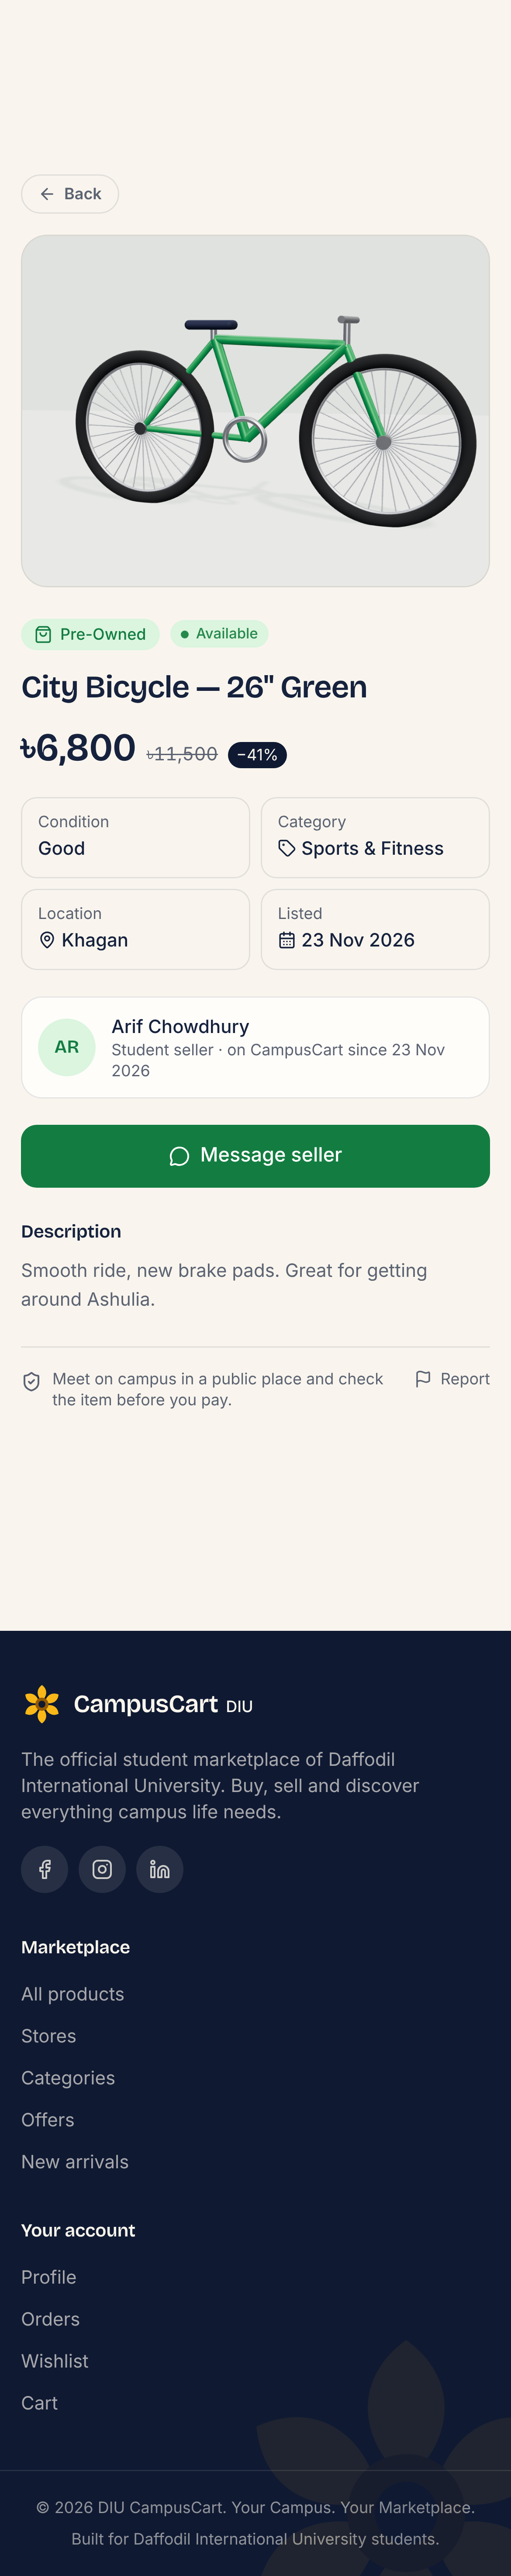 Back
Pre-Owned
Available
City Bicycle — 26" Green
৳6,800 ৳11,500 −41%
Condition
Good
Category
Sports & Fitness
Location
Khagan
Listed
23 Nov 2026
AR
Arif Chowdhury
Student seller · on CampusCart since 23 Nov
2026
Message seller
Description
Smooth ride, new brake pads. Great for getting
around Ashulia.
Meet on campus in a public place and check
the item before you pay.
Report
CampusCart DIU
The official student marketplace of Daffodil
International University. Buy, sell and discover
everything campus life needs.
Marketplace
All products
Stores
Categories
Offers
New arrivals
Your account
Profile
Orders
Wishlist
Cart
© 2026 DIU CampusCart. Your Campus. Your Marketplace.
Built for Daffodil International University students.